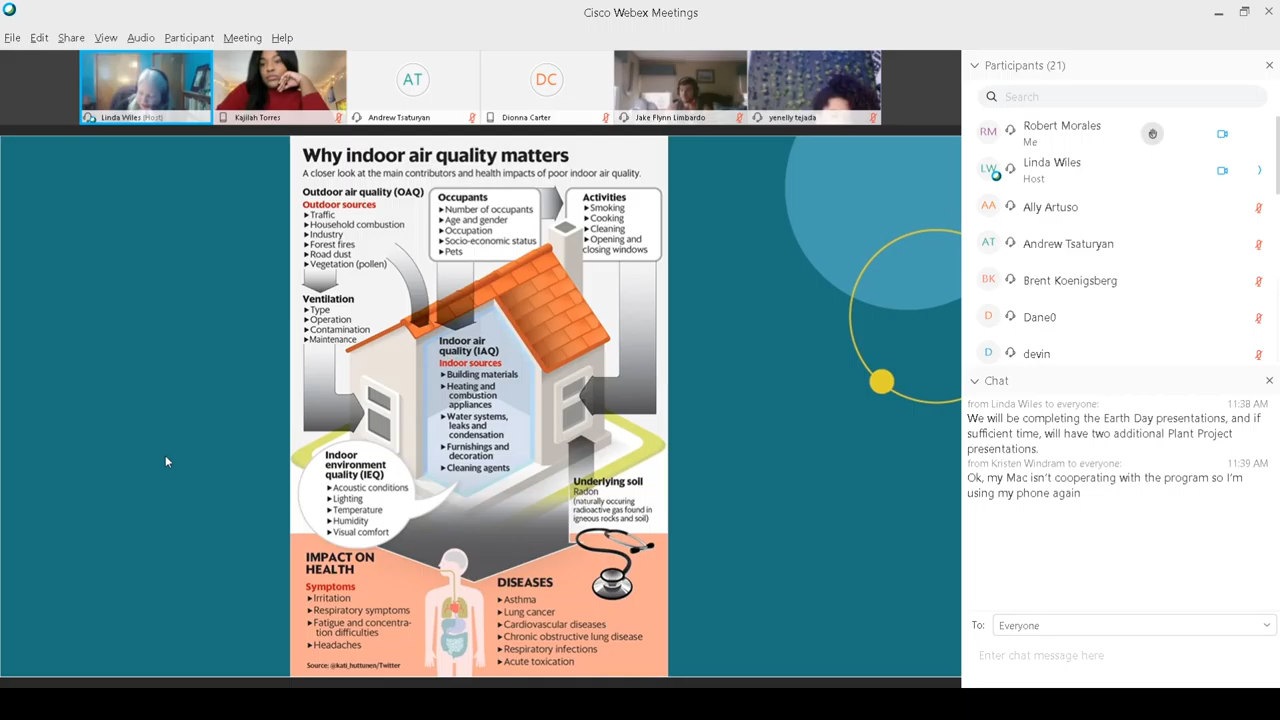 Cisco Webex Meetings
File Edit Share View Audio Participant Meeting Help
Linda Wiles (Host)
Kajilah Torres
AT
Andrew Tsaturyan
DC
Dionna Carter
Jake Flynn Limbardo
yenelly tejada
Why indoor air quality matters
A closer look at the main contributors and health impacts of poor indoor air quality.
Outdoor air quality (OAQ)
Outdoor sources
Traffic
Household combustion
Industry
Forest fires
Road dust
Vegetation (pollen)
Occupants
Number of occupants
Age and gender
Occupation
Socio-economic status
Pets
Activities
Smoking
Cooking
Cleaning
Opening and
closing windows
Ventilation
Type
Operation
Contamination
Maintenance
Indoor air
quality (IAQ)
Indoor sources
Building materials
Heating and
combustion
appliances
Water systems,
leaks and
condensation
Furnishings and
decoration
Cleaning agents
Indoor
environment
quality (IEQ)
Acoustic conditions
Lighting
Temperature
Humidity
Visual comfort
Underlying soil
Radon
(naturally occuring
radioactive gas found in
igneous rocks and soil)
IMPACT ON
HEALTH
Symptoms
Irritation
Respiratory symptoms
Fatigue and concentra-
tion difficulties
Headaches
Source: @kati_huttunen/Twitter
DISEASES
Asthma
Lung cancer
Cardiovascular diseases
Chronic obstructive lung disease
Respiratory infections
Acute toxication
Participants (21)
Search
RM
Robert Morales
Me
LW
Linda Wiles
Host
AA
Ally Artuso
AT
Andrew Tsaturyan
BK
Brent Koenigsberg
D
Dane0
D
devin
Chat
from Linda Wiles to everyone: 11:38 AM
We will be completing the Earth Day presentations, and if
sufficient time, will have two additional Plant Project
presentations.
from Kristen Windram to everyone: 11:39 AM
Ok, my Mac isn't cooperating with the program so I'm
using my phone again
To: Everyone
Enter chat message here